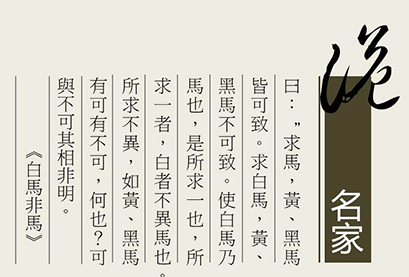 名家
曰：”求馬，黃、黑馬
皆可致。求白馬，黃、
黑馬不可致。使白馬乃
馬也，是所求一也，所
求一者，白者不異馬也。
所求不異，如黃、黑馬
有可有不可，何也？可
與不可其相非明。
《白馬非馬》